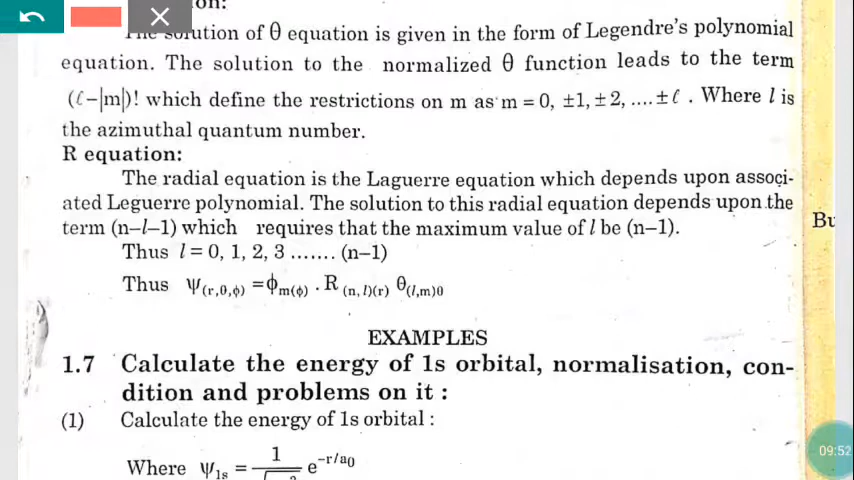 on:
The solution of θ equation is given in the form of Legendre's polynomial
equation. The solution to the normalized θ function leads to the term
(ℓ–|m|)! which define the restrictions on m as m = 0, ±1, ± 2, ....± ℓ . Where l is
the azimuthal quantum number.
R equation:
The radial equation is the Laguerre equation which depends upon associ-
ated Leguerre polynomial. The solution to this radial equation depends upon the
term (n–l–1) which requires that the maximum value of l be (n–1).
Thus l = 0, 1, 2, 3 ....... (n–1)
Thus ψ(r,θ,ϕ) = ϕm(ϕ) . R (n, l)(r) θ(l,m)θ
EXAMPLES
1.7 Calculate the energy of 1s orbital, normalisation, con-
dition and problems on it :
(1) Calculate the energy of 1s orbital :
Where ψ1s = 1 e–r/a0
Bu
09:52